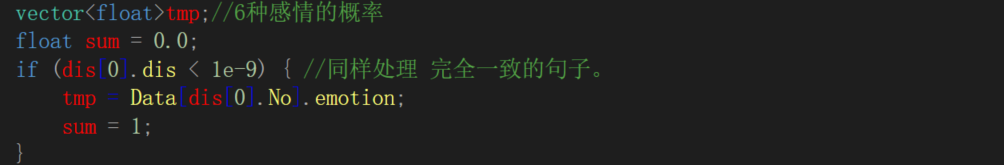 vector<float>tmp;//6种感情的概率
float sum = 0.0;
if (dis[0].dis < 1e-9) { //同样处理 完全一致的句子。
    tmp = Data[dis[0].No].emotion;
    sum = 1;
}